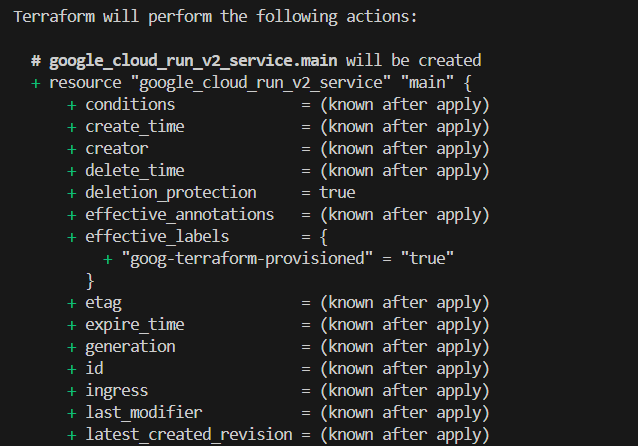 Terraform will perform the following actions:
# google_cloud_run_v2_service.main will be created
+ resource "google_cloud_run_v2_service" "main" {
+ conditions = (known after apply)
+ create_time = (known after apply)
+ creator = (known after apply)
+ delete_time = (known after apply)
+ deletion_protection = true
+ effective_annotations = (known after apply)
+ effective_labels = {
+ "goog-terraform-provisioned" = "true"
}
+ etag = (known after apply)
+ expire_time = (known after apply)
+ generation = (known after apply)
+ id = (known after apply)
+ ingress = (known after apply)
+ last_modifier = (known after apply)
+ latest_created_revision = (known after apply)